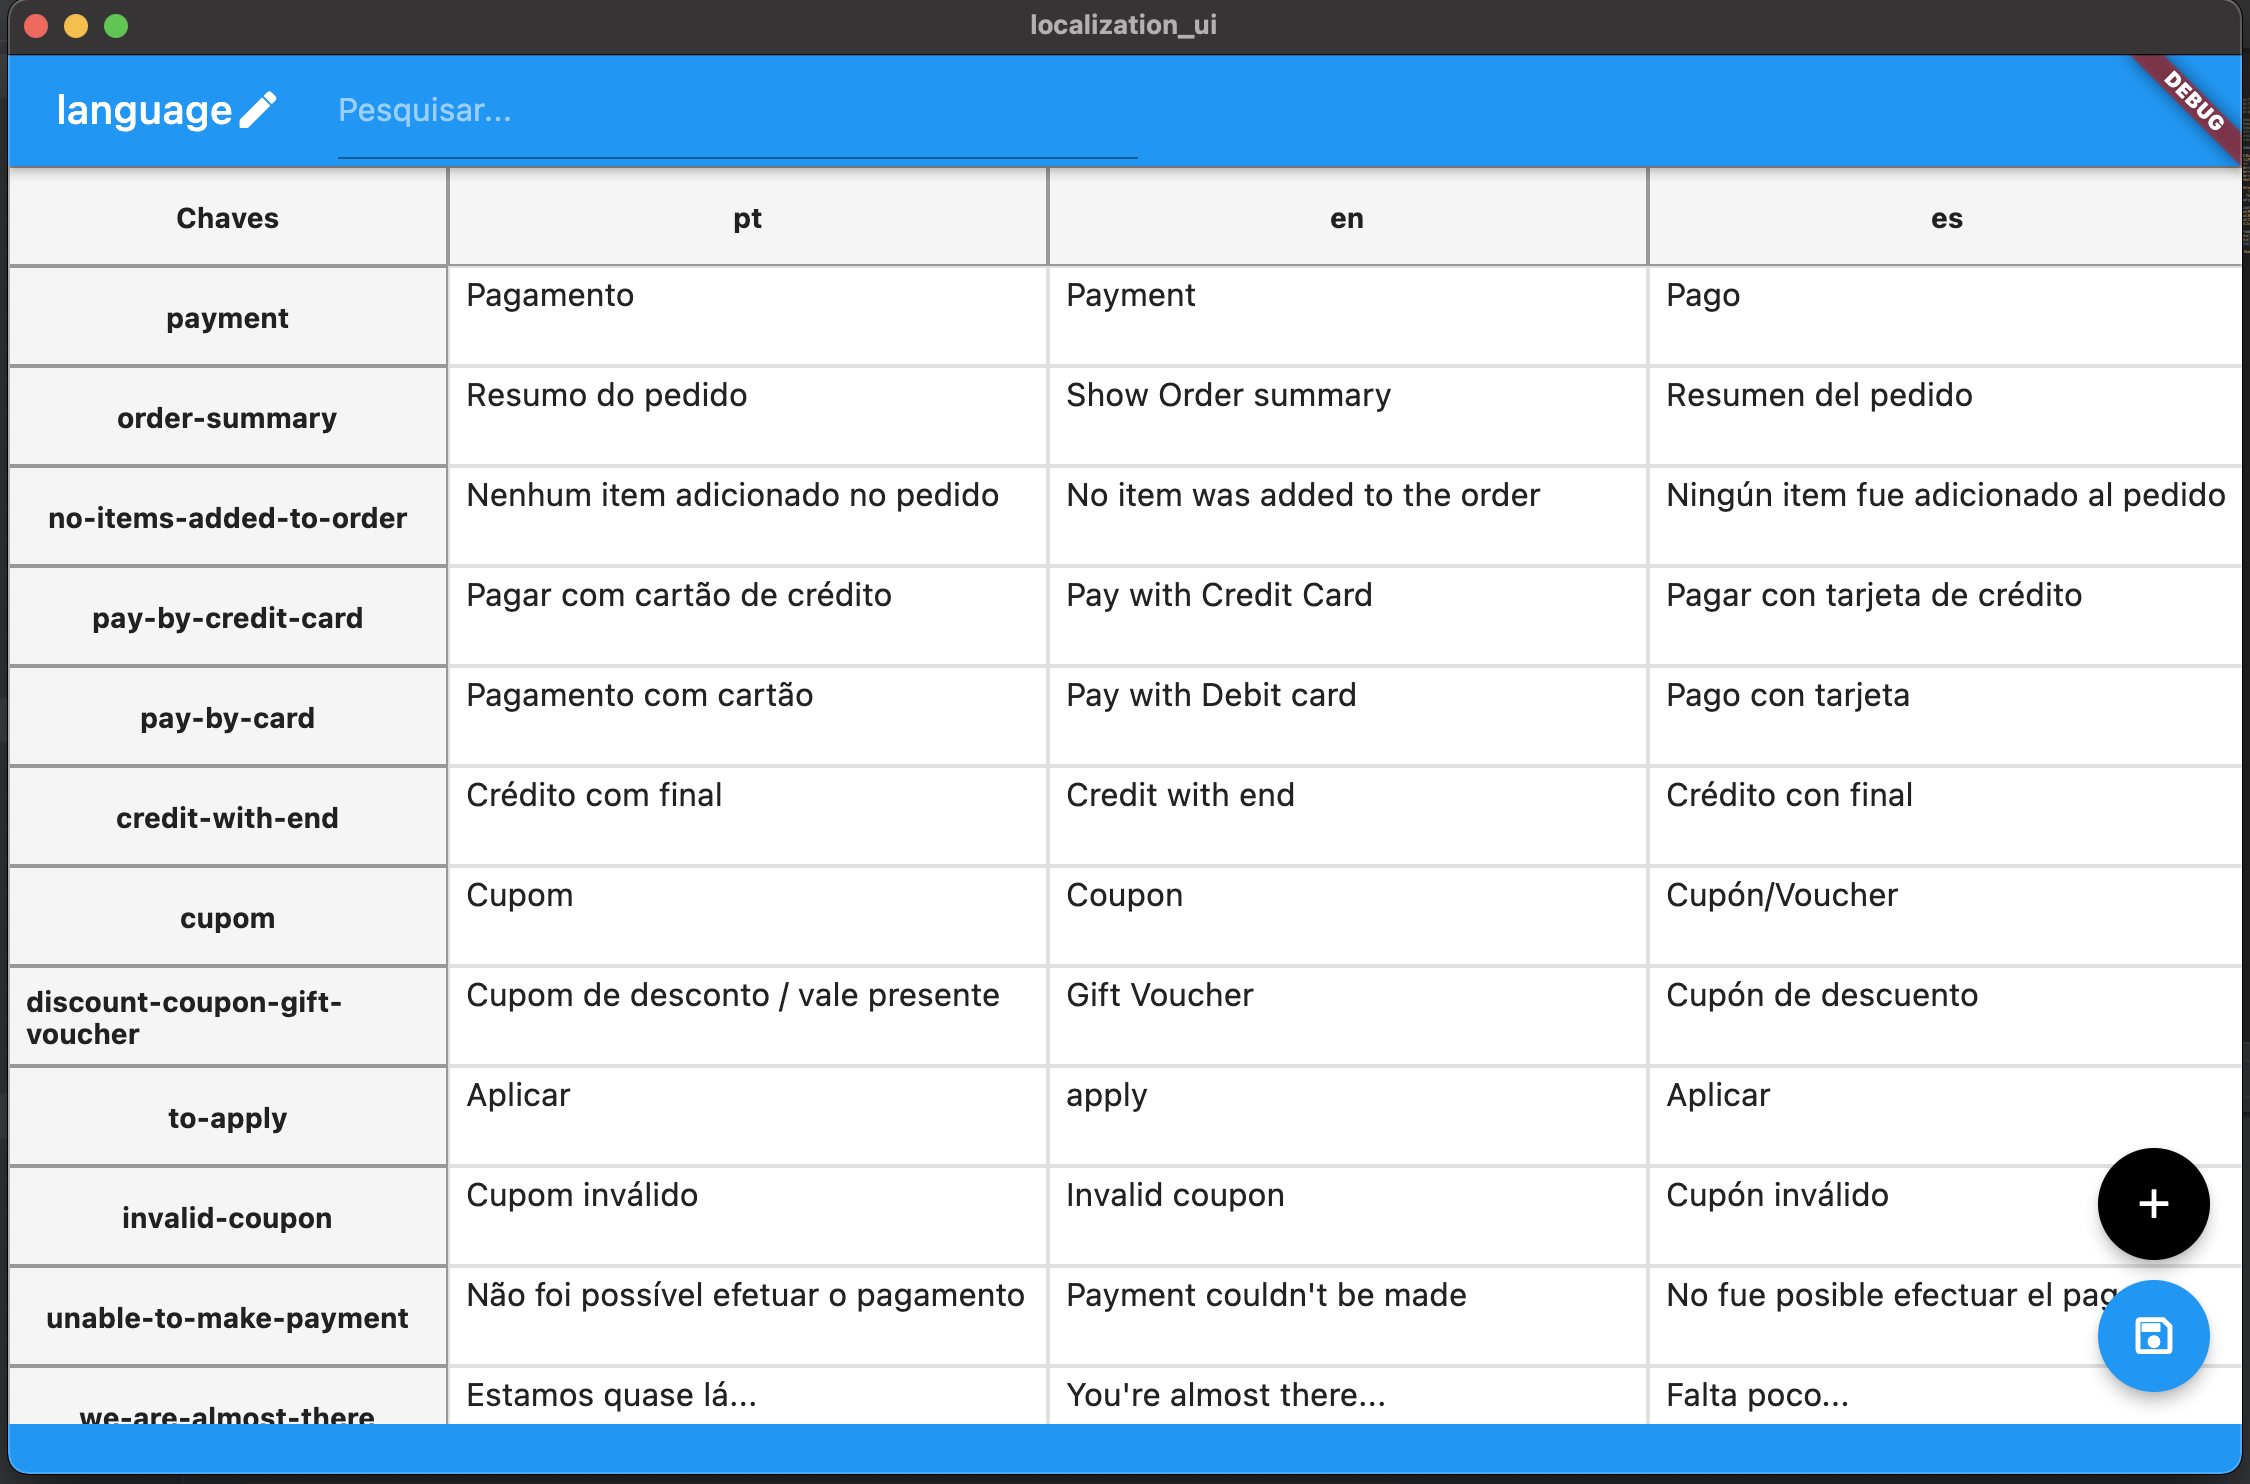 localization_ui
language
Pesquisar...
DEBUG
Chaves pt en es
payment Pagamento Payment Pago
order-summary Resumo do pedido Show Order summary Resumen del pedido
no-items-added-to-order Nenhum item adicionado no pedido No item was added to the order Ningún item fue adicionado al pedido
pay-by-credit-card Pagar com cartão de crédito Pay with Credit Card Pagar con tarjeta de crédito
pay-by-card Pagamento com cartão Pay with Debit card Pago con tarjeta
credit-with-end Crédito com final Credit with end Crédito con final
cupom Cupom Coupon Cupón/Voucher
discount-coupon-gift-
voucher Cupom de desconto / vale presente Gift Voucher Cupón de descuento
to-apply Aplicar apply Aplicar
invalid-coupon Cupom inválido Invalid coupon Cupón inválido
unable-to-make-payment Não foi possível efetuar o pagamento Payment couldn't be made No fue posible efectuar el pag
we-are-almost-there Estamos quase lá... You're almost there... Falta poco...